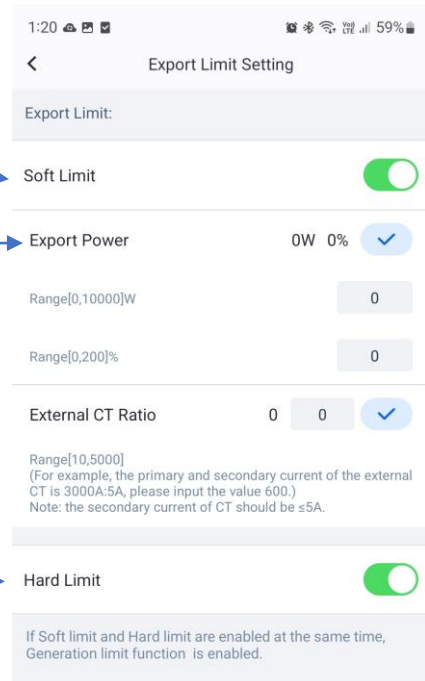 1:20 59%
Export Limit Setting
Export Limit:
Soft Limit
Export Power 0W 0%
Range[0,10000]W 0
Range[0,200]% 0
External CT Ratio 0 0
Range[10,5000]
(For example, the primary and secondary current of the external
CT is 3000A:5A, please input the value 600.)
Note: the secondary current of CT should be ≤5A.
Hard Limit
If Soft limit and Hard limit are enabled at the same time,
Generation limit function is enabled.